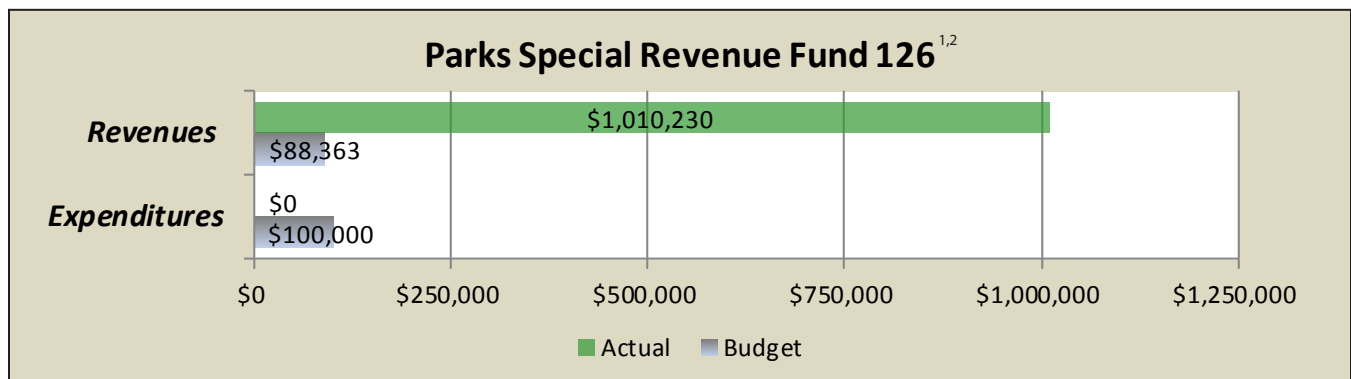 Parks Special Revenue Fund 126 1,2
Revenues
$1,010,230
$88,363
Expenditures
$0
$100,000
$0 $250,000 $500,000 $750,000 $1,000,000 $1,250,000
Actual Budget